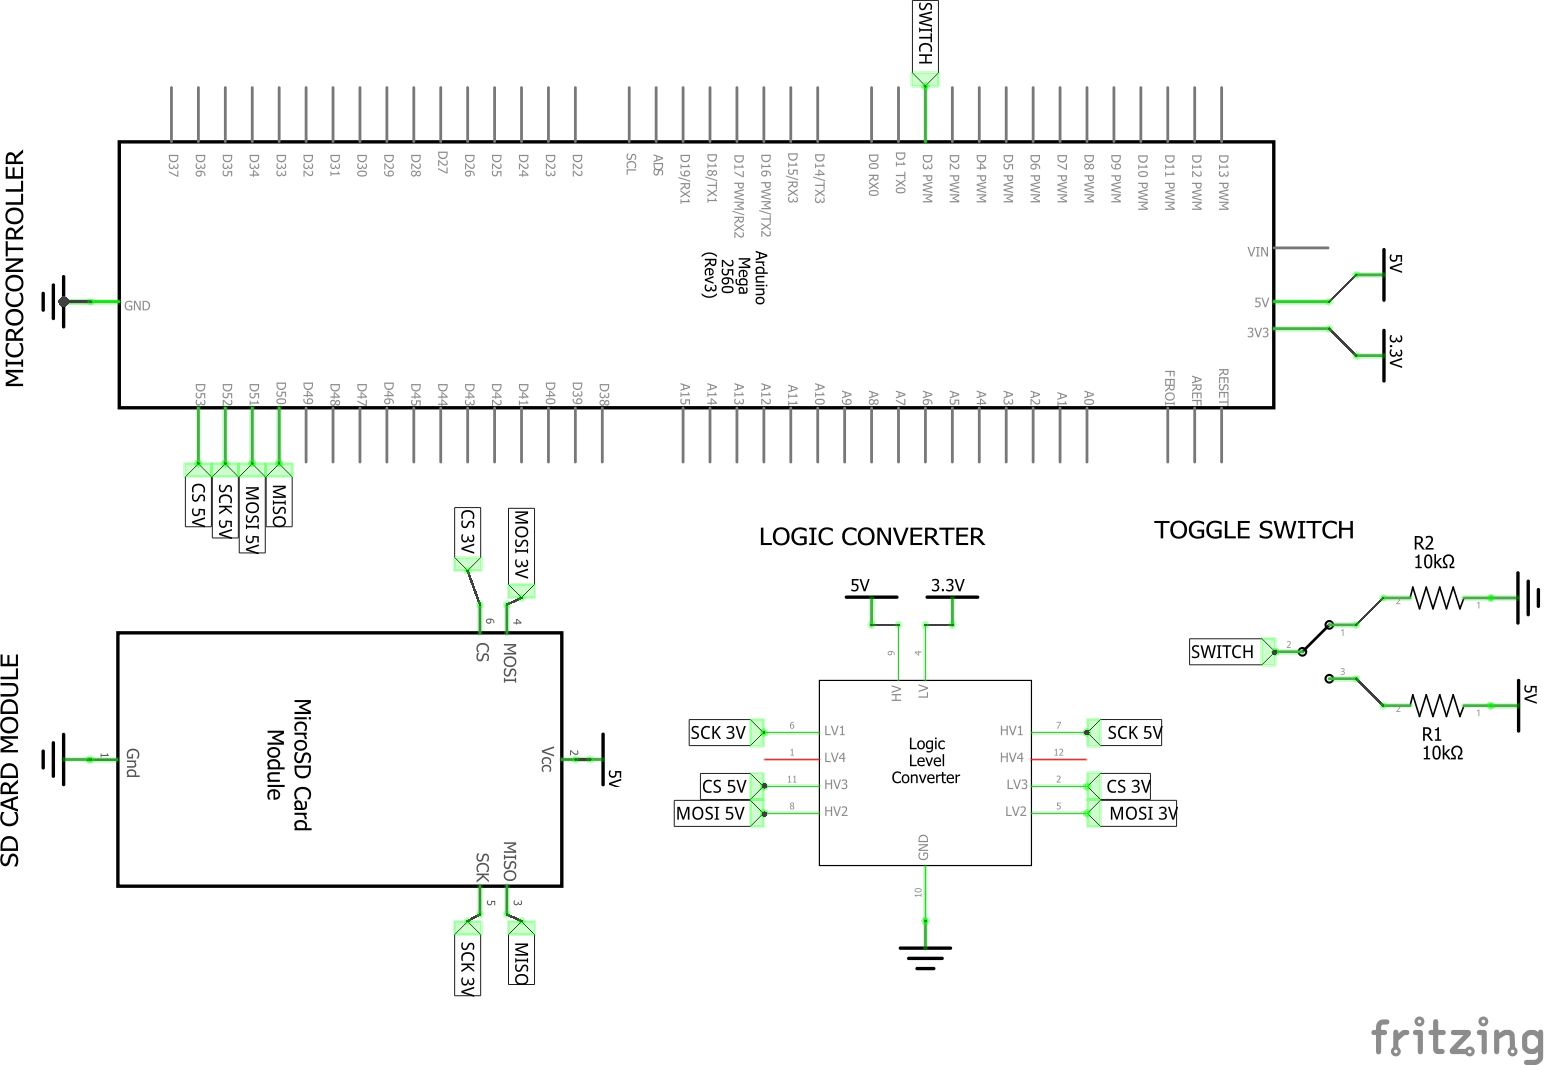 SWITCH
MICROCONTROLLER
D37
D36
D35
D34
D33
D32
D31
D30
D29
D28
D27
D26
D25
D24
D23
D22
SCL
ADS
D19/RX1
D18/TX1
D17 PWM/RX2
D16 PWM/TX2
D15/RX3
D14/TX3
D0 RX0
D1 TX0
D3 PWM
D2 PWM
D4 PWM
D5 PWM
D6 PWM
D7 PWM
D8 PWM
D9 PWM
D10 PWM
D11 PWM
D12 PWM
D13 PWM
Arduino
Mega
2560
(Rev3)
GND
VIN
5V
3V3
5V
3.3V
D53
D52
D51
D50
D49
D48
D47
D46
D45
D44
D43
D42
D41
D40
D39
D38
A15
A14
A13
A12
A11
A10
A9
A8
A7
A6
A5
A4
A3
A2
A1
A0
FEROI
AREF
RESET
CS 5V
SCK 5V
MOSI 5V
MISO
SD CARD MODULE
CS 3V
MOSI 3V
6
4
CS
MOSI
MicroSD Card
Module
1
Gnd
Vcc
2
5V
SCK
MISO
5
3
SCK 3V
MISO
LOGIC CONVERTER
5V
3.3V
9
4
HV
LV
SCK 3V
6
LV1
HV1
7
SCK 5V
1
LV4
HV4
12
CS 5V
11
HV3
LV3
2
CS 3V
MOSI 5V
8
HV2
LV2
5
MOSI 3V
Logic
Level
Converter
GND
10
TOGGLE SWITCH
R2
10kΩ
2
1
SWITCH
2
1
3
2
1
5V
R1
10kΩ
fritzing